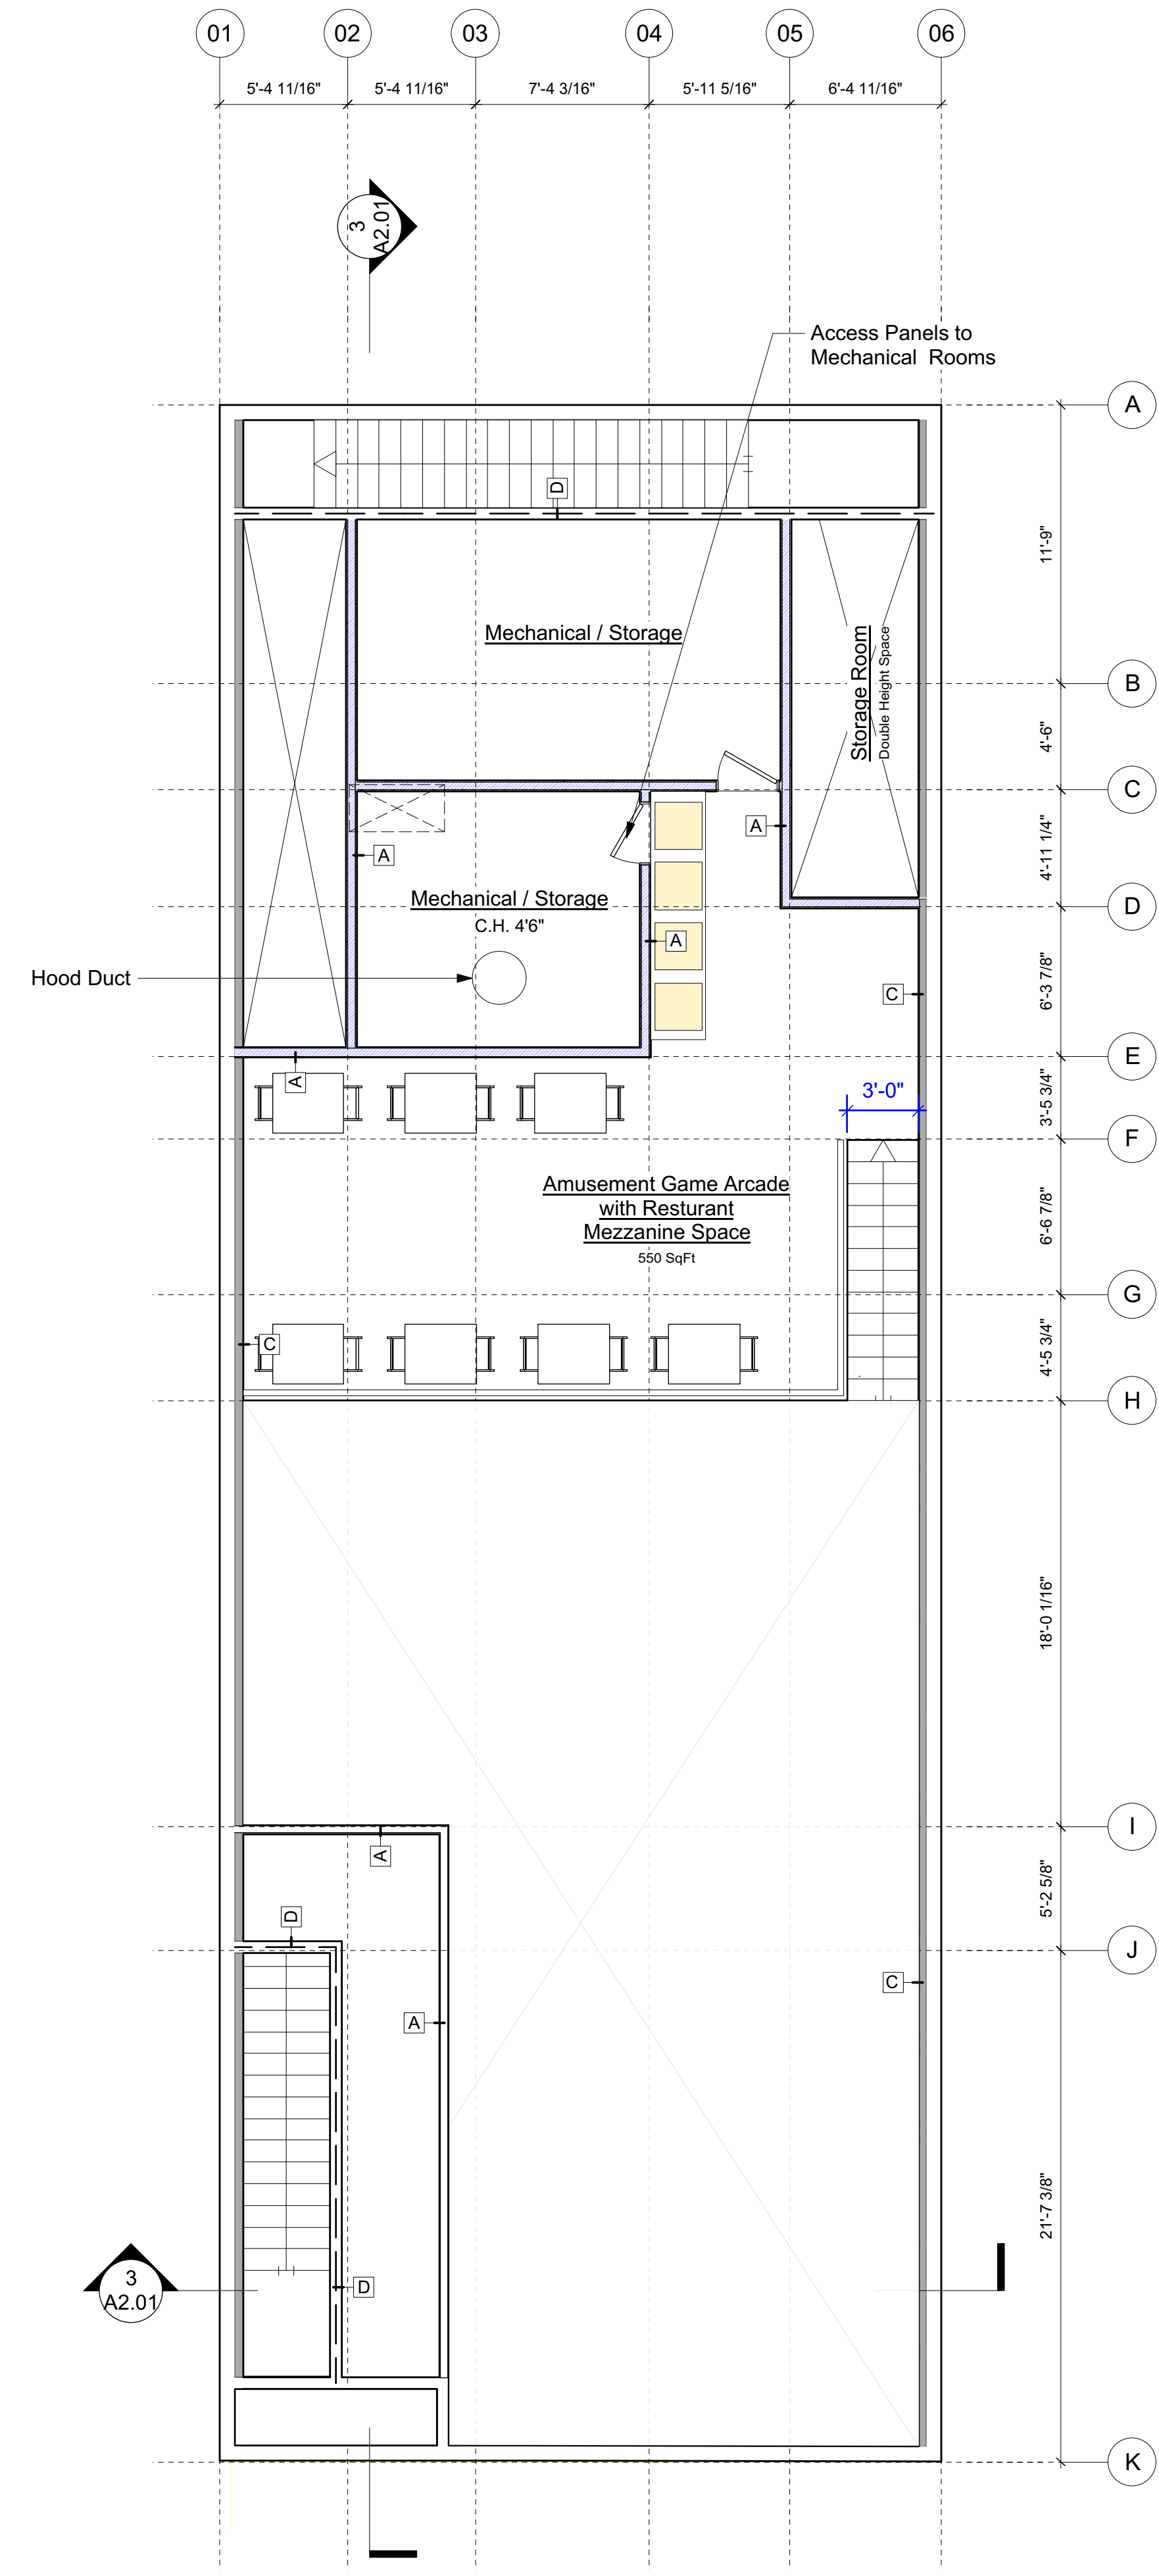 01 02 03 04 05 06
5'-4 11/16" 5'-4 11/16" 7'-4 3/16" 5'-11 5/16" 6'-4 11/16"
3
A2.01
Access Panels to
Mechanical Rooms
A
D
11'-9"
Mechanical / Storage
Storage Room
Double Height Space
B
4'-6"
C
A
A
4'-11 1/4"
Mechanical / Storage
C.H. 4'6"
D
A
Hood Duct
C
6'-3 7/8"
E
A
3'-0"
3'-5 3/4"
F
Amusement Game Arcade
with Resturant
Mezzanine Space
550 SqFt
6'-6 7/8"
G
C
4'-5 3/4"
H
18'-0 1/16"
I
A
5'-2 5/8"
D
J
C
A
21'-7 3/8"
3
A2.01
D
K